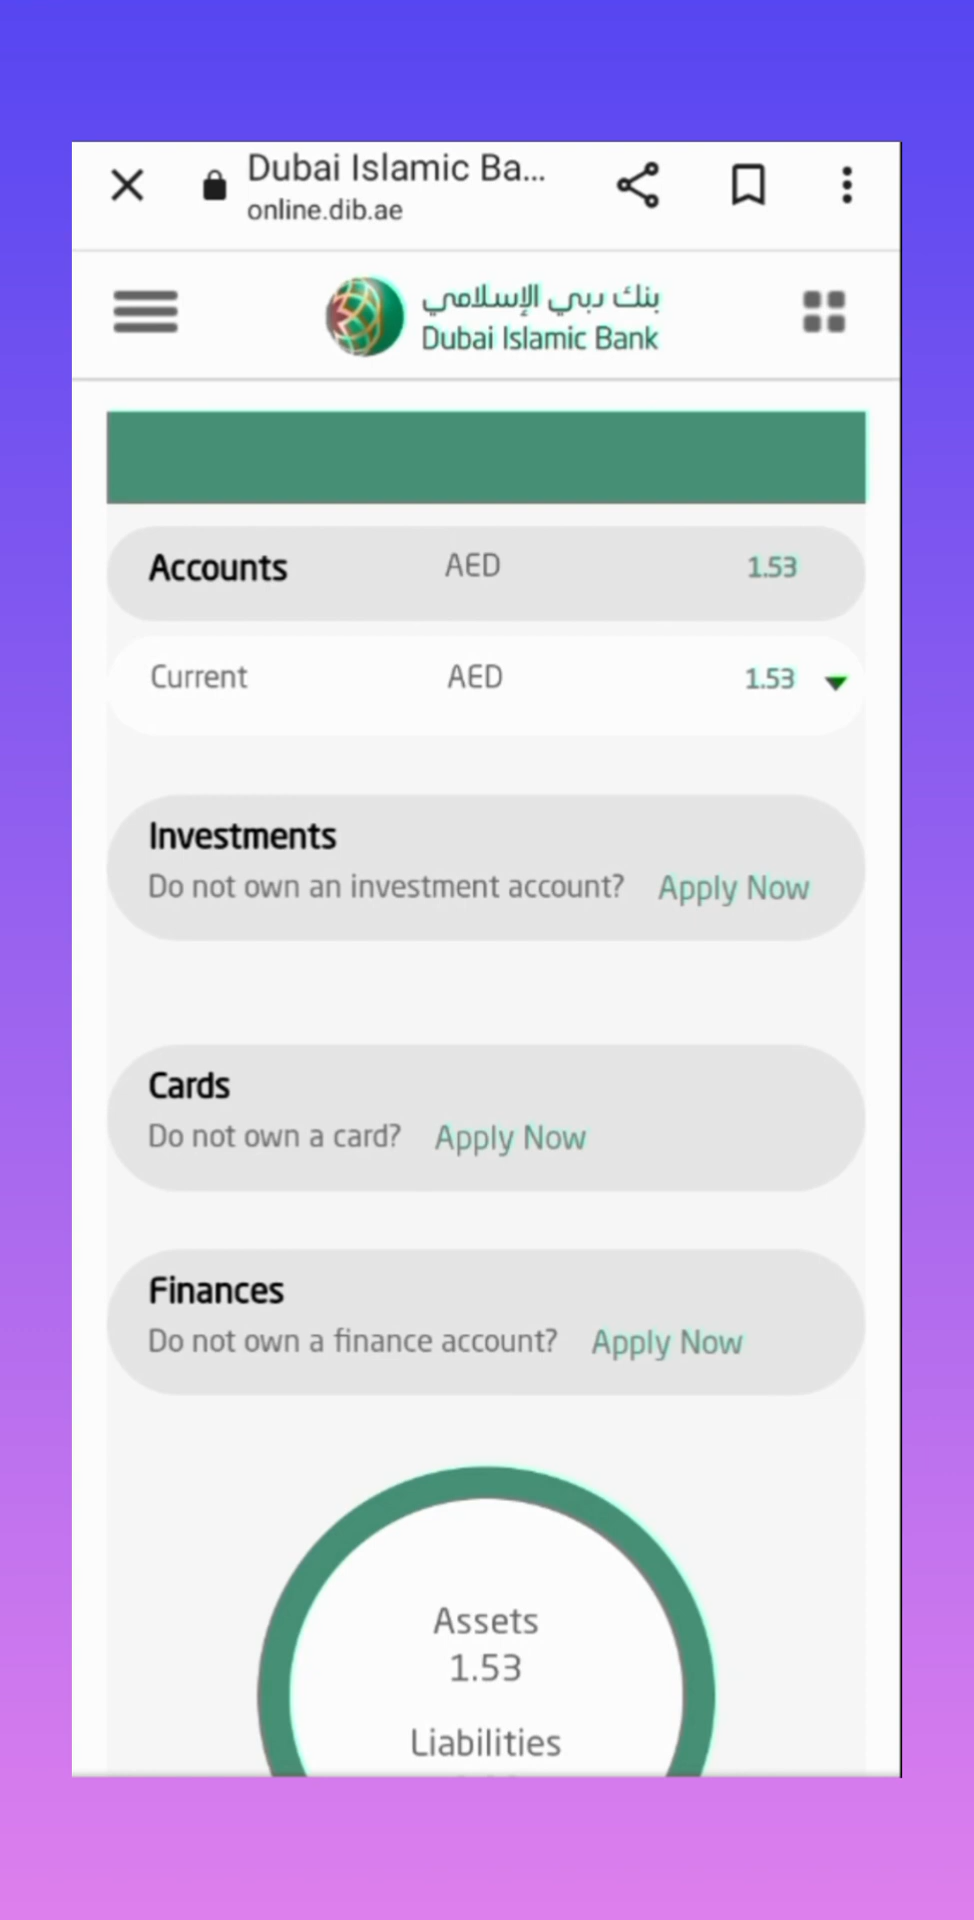 Dubai Islamic Ba...
online.dib.ae
بنك دبي الإسلامي
Dubai Islamic Bank
Accounts AED 1.53
Current AED 1.53
Investments
Do not own an investment account? Apply Now
Cards
Do not own a card? Apply Now
Finances
Do not own a finance account? Apply Now
Assets
1.53
Liabilities